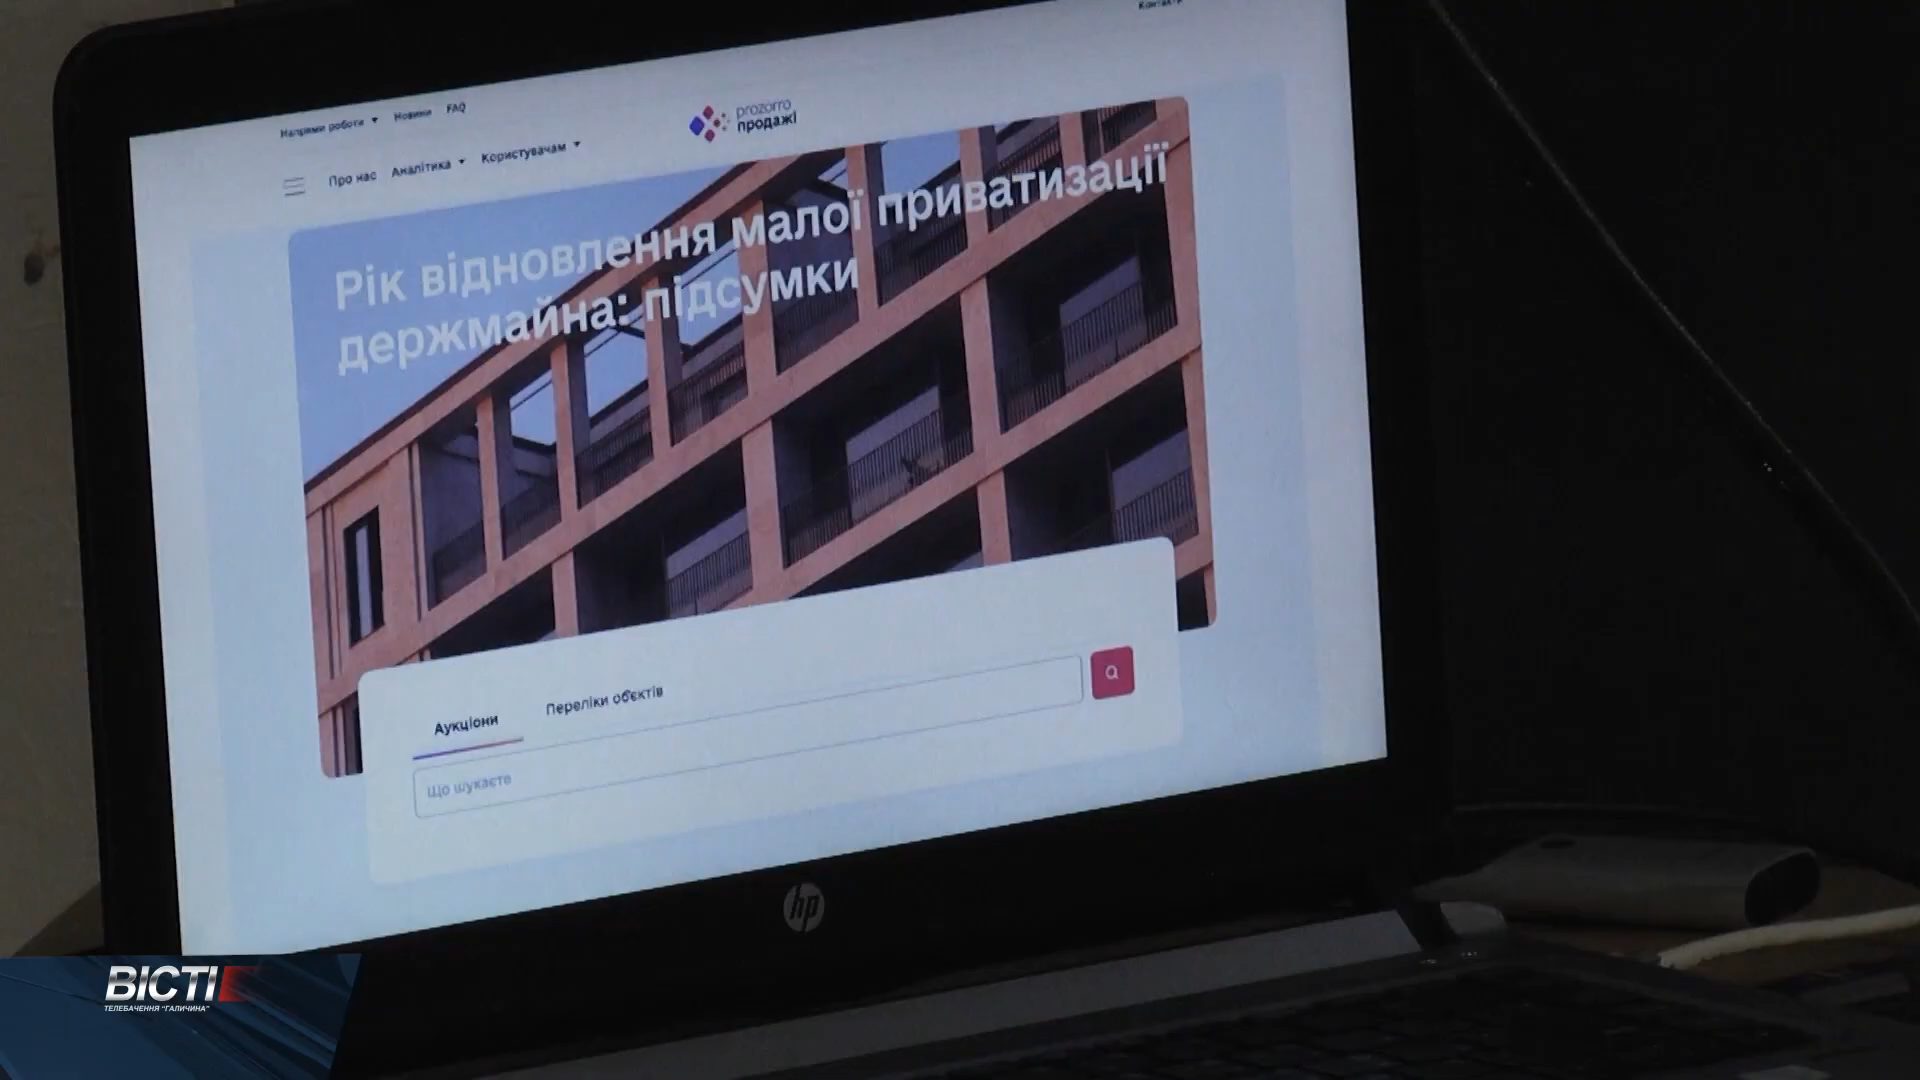 Контакти
Напрями роботи Новини FAQ
prozorro
продажі
Про нас Аналітика Користувачам
Рік відновлення малої приватизації
держмайна: підсумки
Аукціони Переліки об'єктів
Що шукаєте
hp
ВІСТІ
ТЕЛЕБАЧЕННЯ "ГАЛИЧИНА"